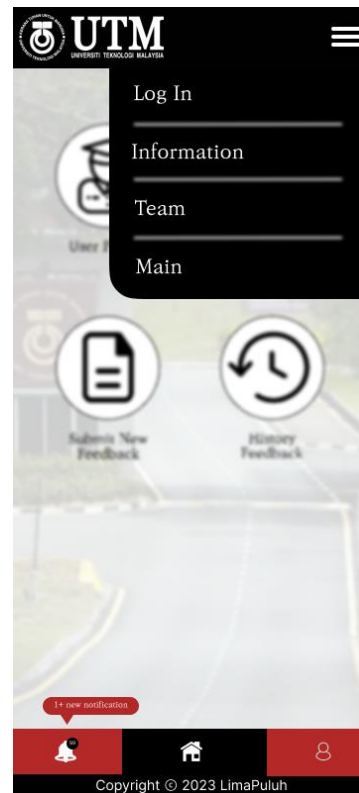 UTM
UNIVERSITI TEKNOLOGI MALAYSIA
Log In
Information
Team
Main
User
Submit New
Feedback
History
Feedback
1+ new notification
Copyright © 2023 LimaPuluh